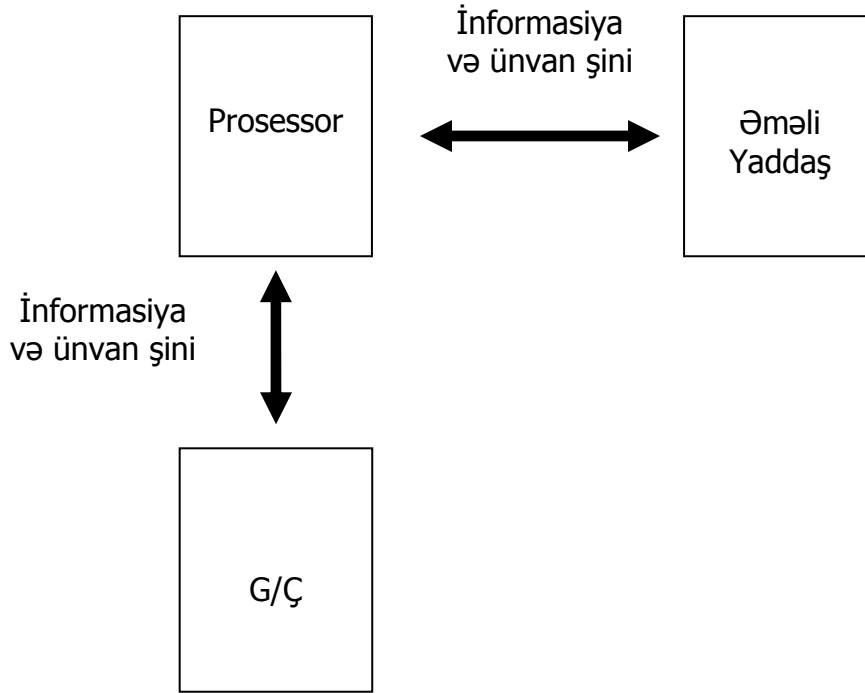 İnformasiya
və ünvan şini
Prosessor
Əməli
Yaddaş
İnformasiya
və ünvan şini
G/Ç